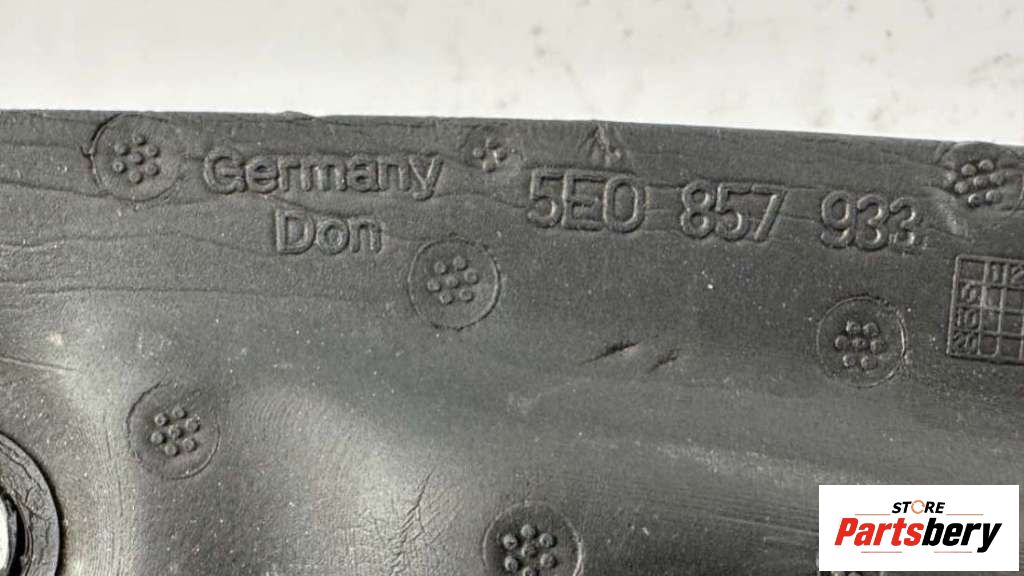 Germany 5E0 857 933
Don
STORE
Partsbery